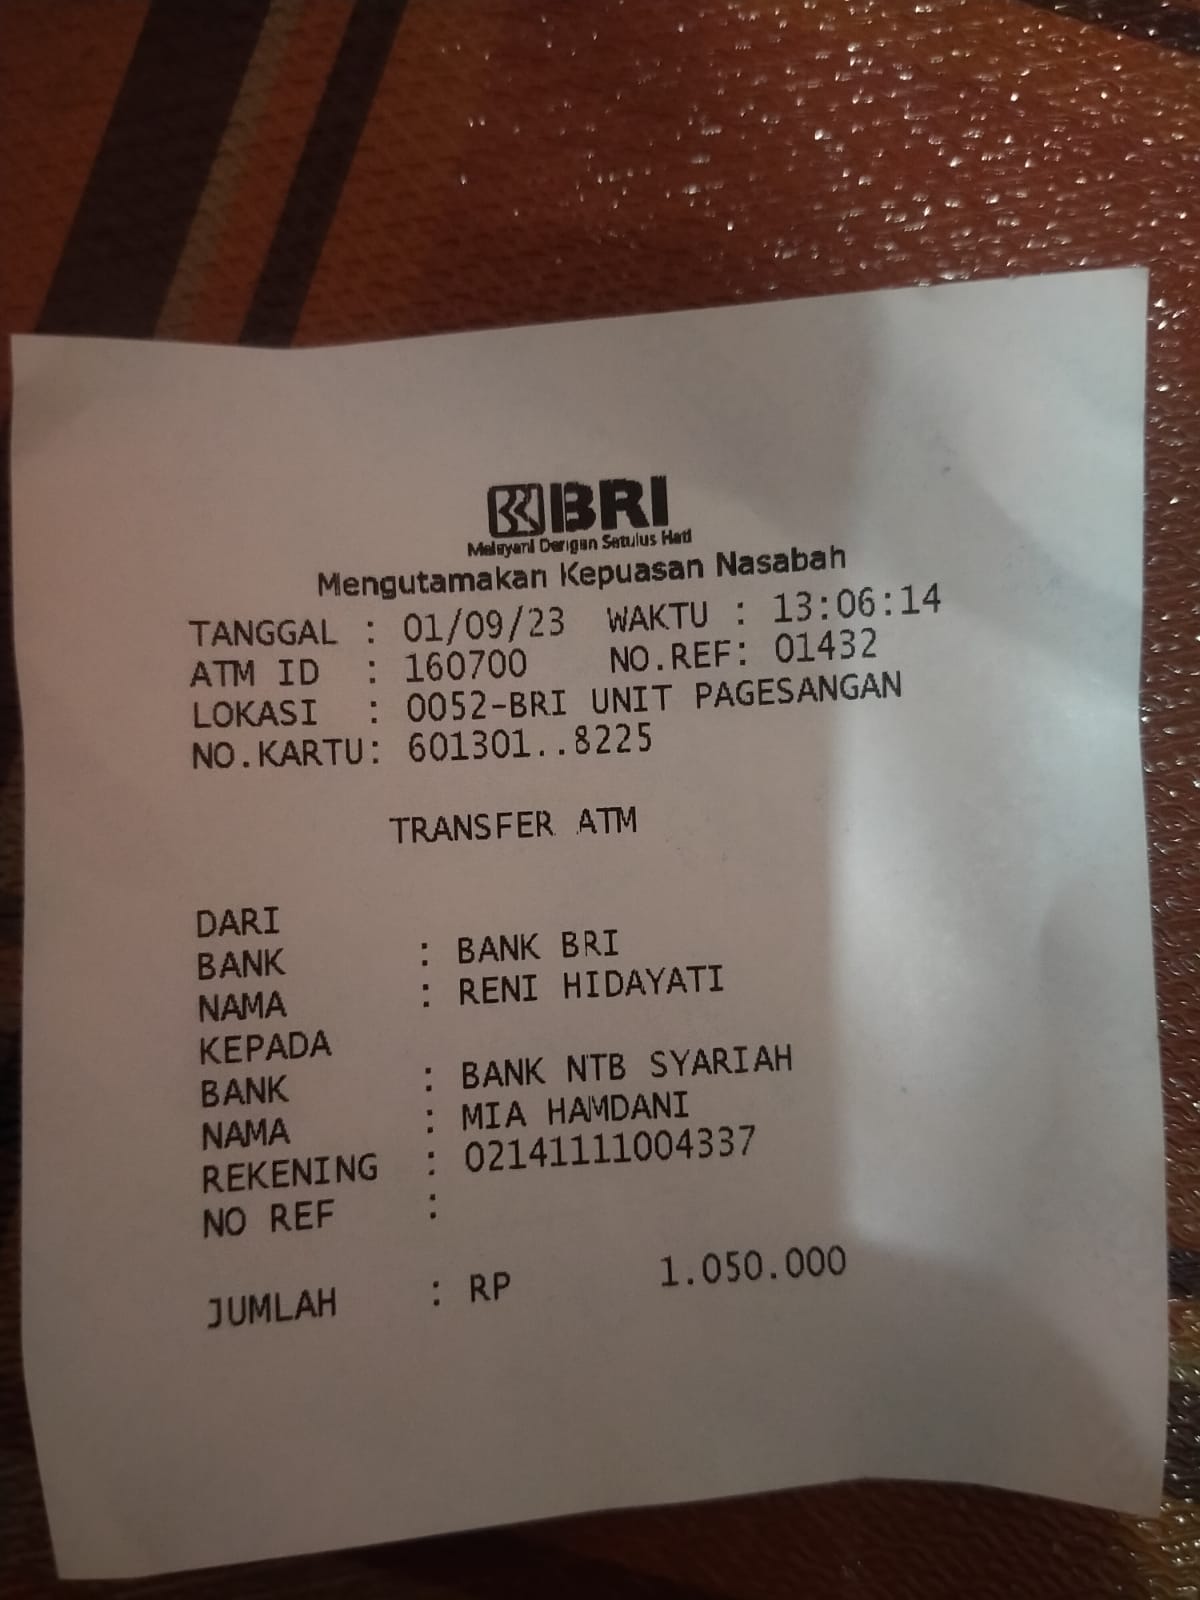 BRI
Melayani Dengan Setulus Hati
Mengutamakan Kepuasan Nasabah
TANGGAL : 01/09/23 WAKTU : 13:06:14
ATM ID : 160700 NO.REF: 01432
LOKASI : 0052-BRI UNIT PAGESANGAN
NO.KARTU: 601301..8225
TRANSFER ATM
DARI
BANK : BANK BRI
NAMA : RENI HIDAYATI
KEPADA
BANK : BANK NTB SYARIAH
NAMA : MIA HAMDANI
REKENING : 02141111004337
NO REF :
JUMLAH : RP 1.050.000